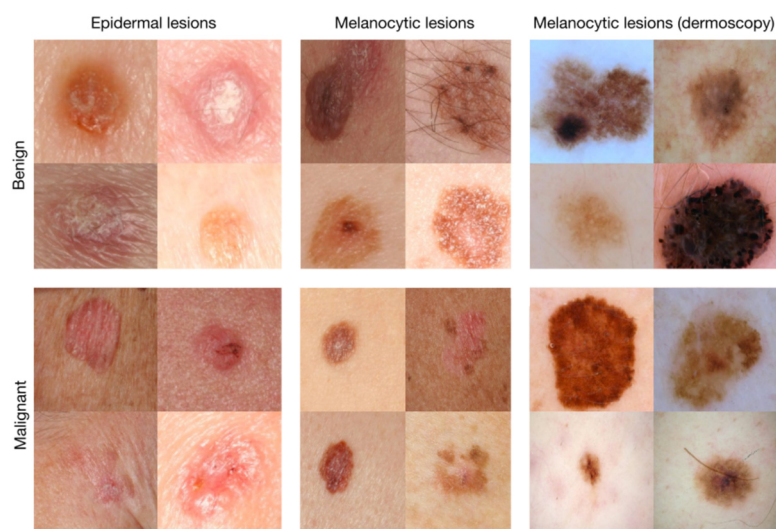 Epidermal lesions
Melanocytic lesions
Melanocytic lesions (dermoscopy)
Benign
Malignant